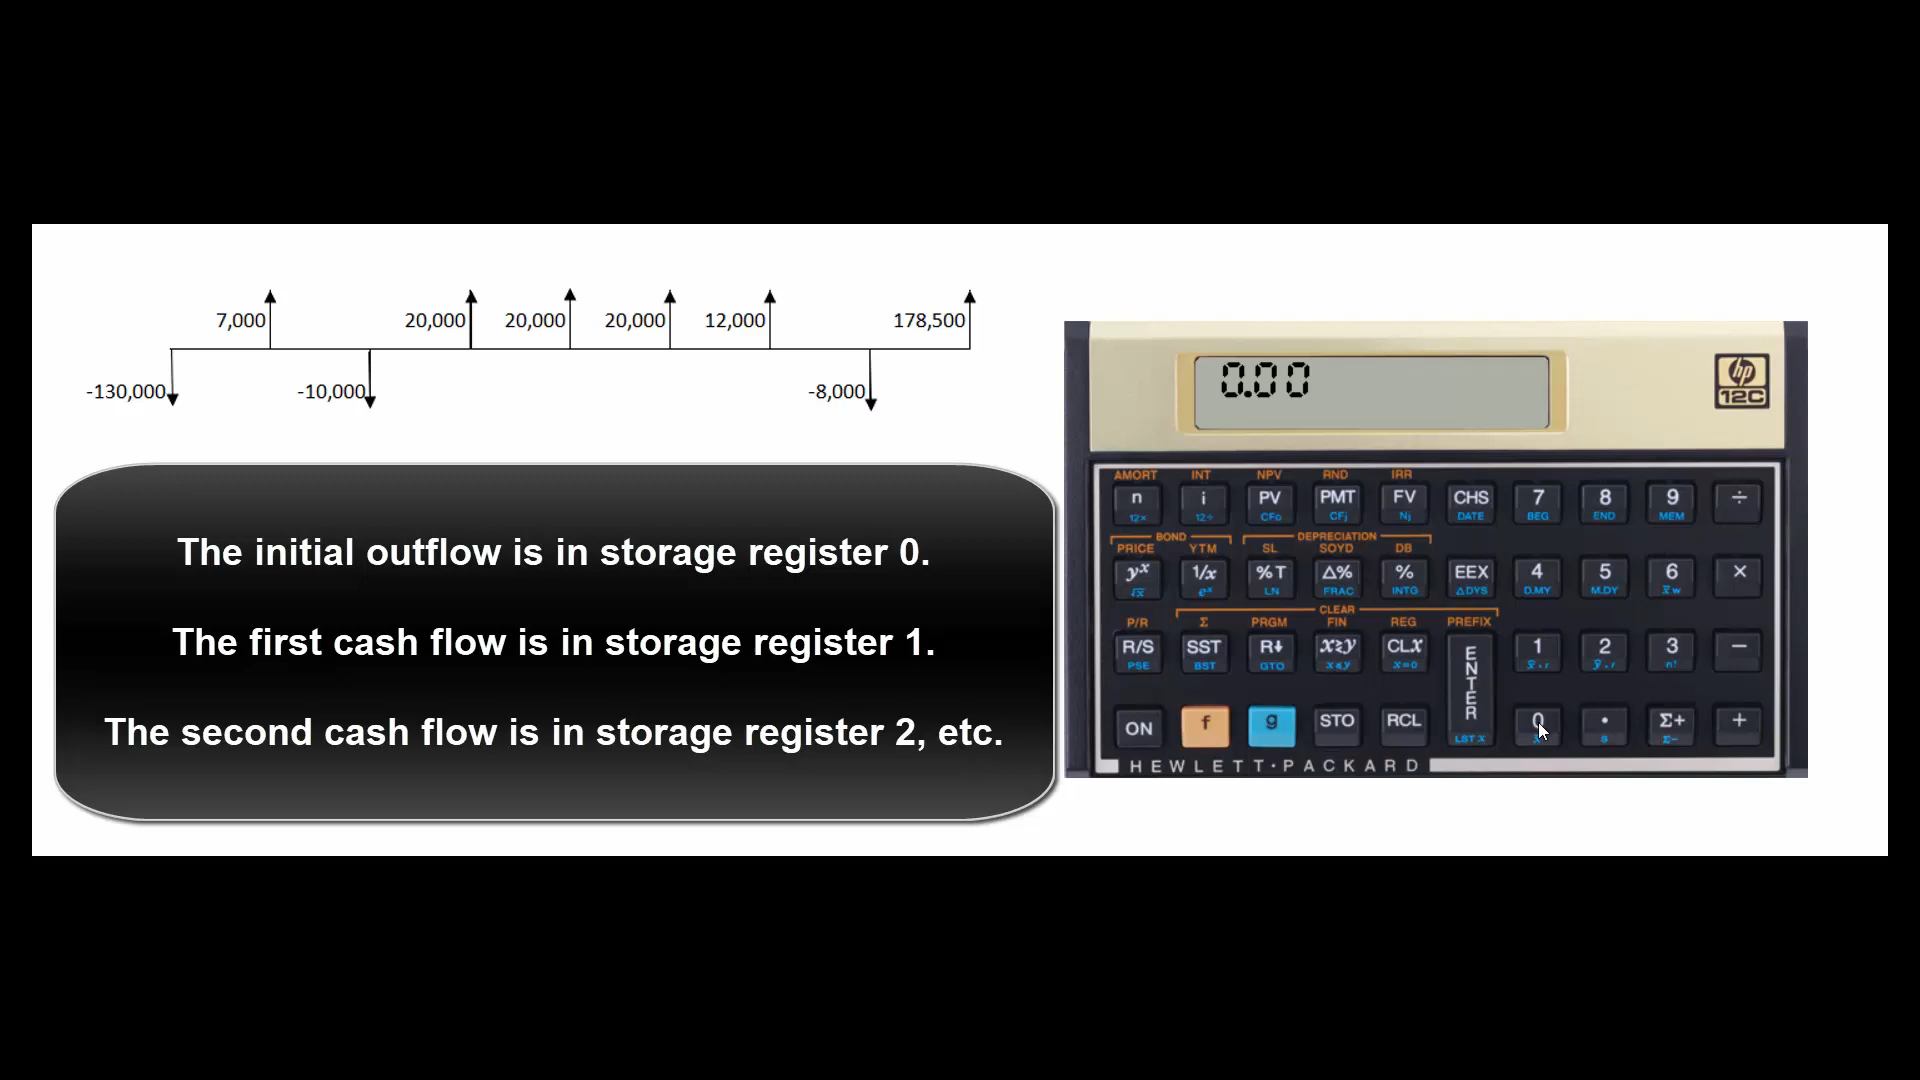 7,000 20,000 20,000 20,000 12,000 178,500
-130,000 -10,000 -8,000
The initial outflow is in storage register 0.
The first cash flow is in storage register 1.
The second cash flow is in storage register 2, etc.
0.00
hp
12C
AMORT INT NPV RND IRR
n i PV PMT FV CHS 7 8 9 ÷
12× 12÷ CFo CFj Nj DATE BEG END MEM
BOND DEPRECIATION
PRICE YTM SL SOYD DB
yˣ 1/x %T Δ% % EEX 4 5 6 ×
√x eˣ LN FRAC INTG ΔDYS D.MY M.DY x̄w
CLEAR
P/R Σ PRGM FIN REG PREFIX
R/S SST R↓ x≷y CLx ENTER 1 2 3 −
PSE BST GTO x≤y x=0 x̂,r ŷ,r n!
ON f g STO RCL 0 . Σ+ +
LSTX x̄ s Σ−
HEWLETT·PACKARD